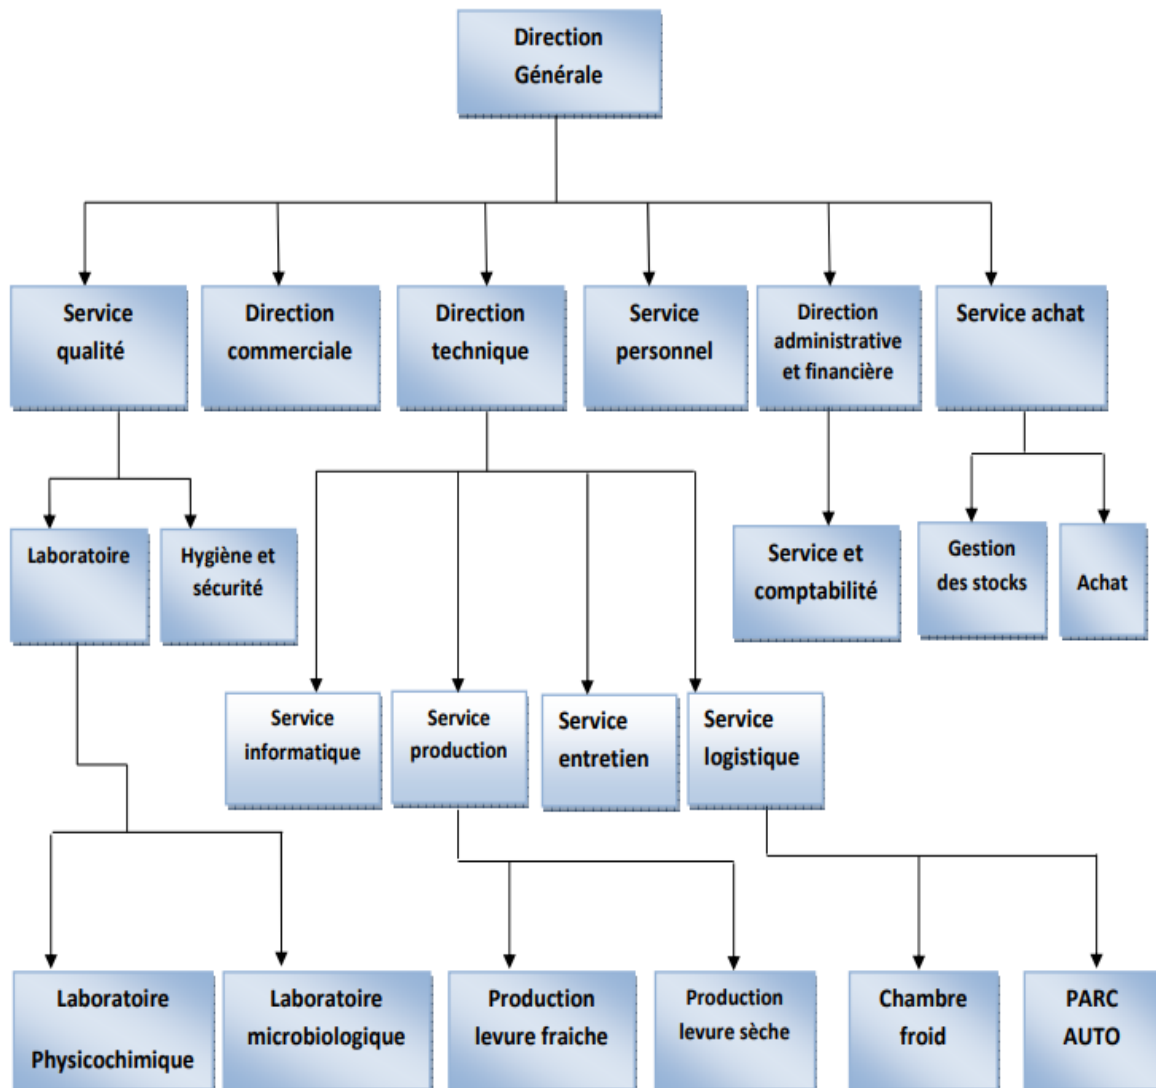 Direction
Générale
Service
qualité
Direction
commerciale
Direction
technique
Service
personnel
Direction
administrative
et financière
Service achat
Laboratoire
Hygiène et
sécurité
Service et
comptabilité
Gestion
des stocks
Achat
Service
informatique
Service
production
Service
entretien
Service
logistique
Laboratoire
Physicochimique
Laboratoire
microbiologique
Production
levure fraiche
Production
levure sèche
Chambre
froid
PARC
AUTO